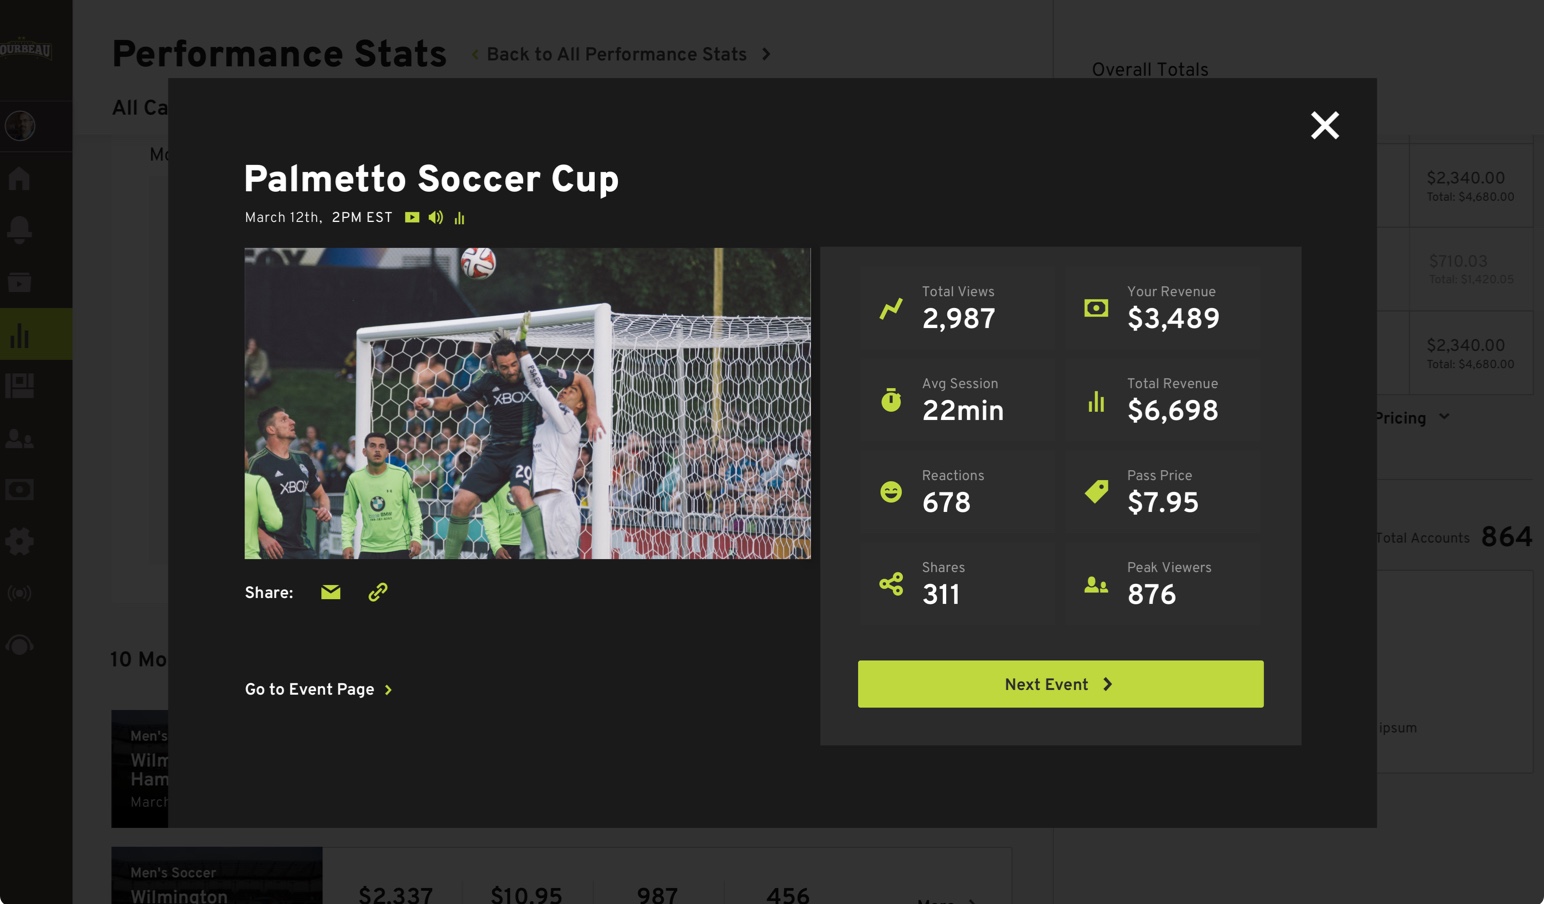 OURBEAU
Performance Stats
Back to All Performance Stats
Overall Totals
All Ca
Mo
Palmetto Soccer Cup
March 12th, 2PM EST
XBOX
XBOX
20
Share:
Go to Event Page
Total Views
2,987
Your Revenue
$3,489
Avg Session
22min
Total Revenue
$6,698
Reactions
678
Pass Price
$7.95
Shares
311
Peak Viewers
876
Next Event
$2,340.00
Total: $4,680.00
$710.03
Total: $1,420.05
$2,340.00
Total: $4,680.00
Pricing
Total Accounts 864
ipsum
10 Mo
Men's
Wilm
Ham
March
Men's Soccer
Wilmington
$2,337
$10.95
987
456